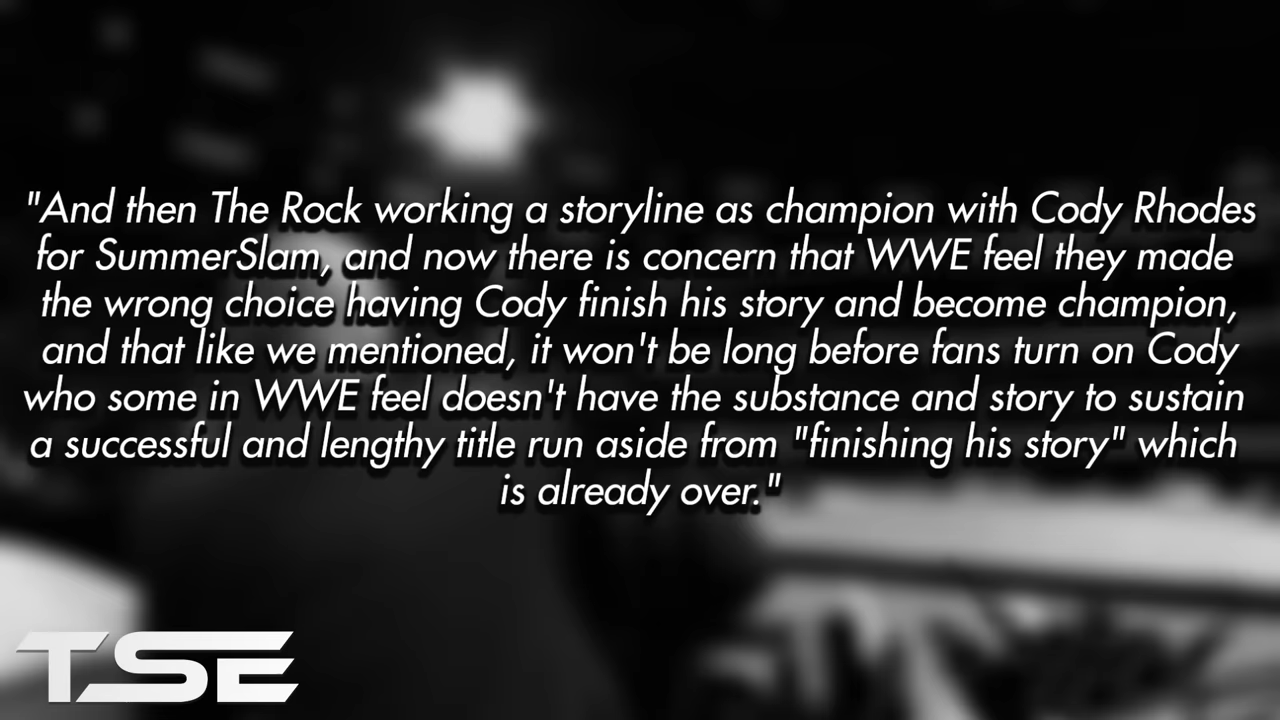 "And then The Rock working a storyline as champion with Cody Rhodes
for SummerSlam, and now there is concern that WWE feel they made
the wrong choice having Cody finish his story and become champion,
and that like we mentioned, it won't be long before fans turn on Cody
who some in WWE feel doesn't have the substance and story to sustain
a successful and lengthy title run aside from "finishing his story" which
is already over."
TSE